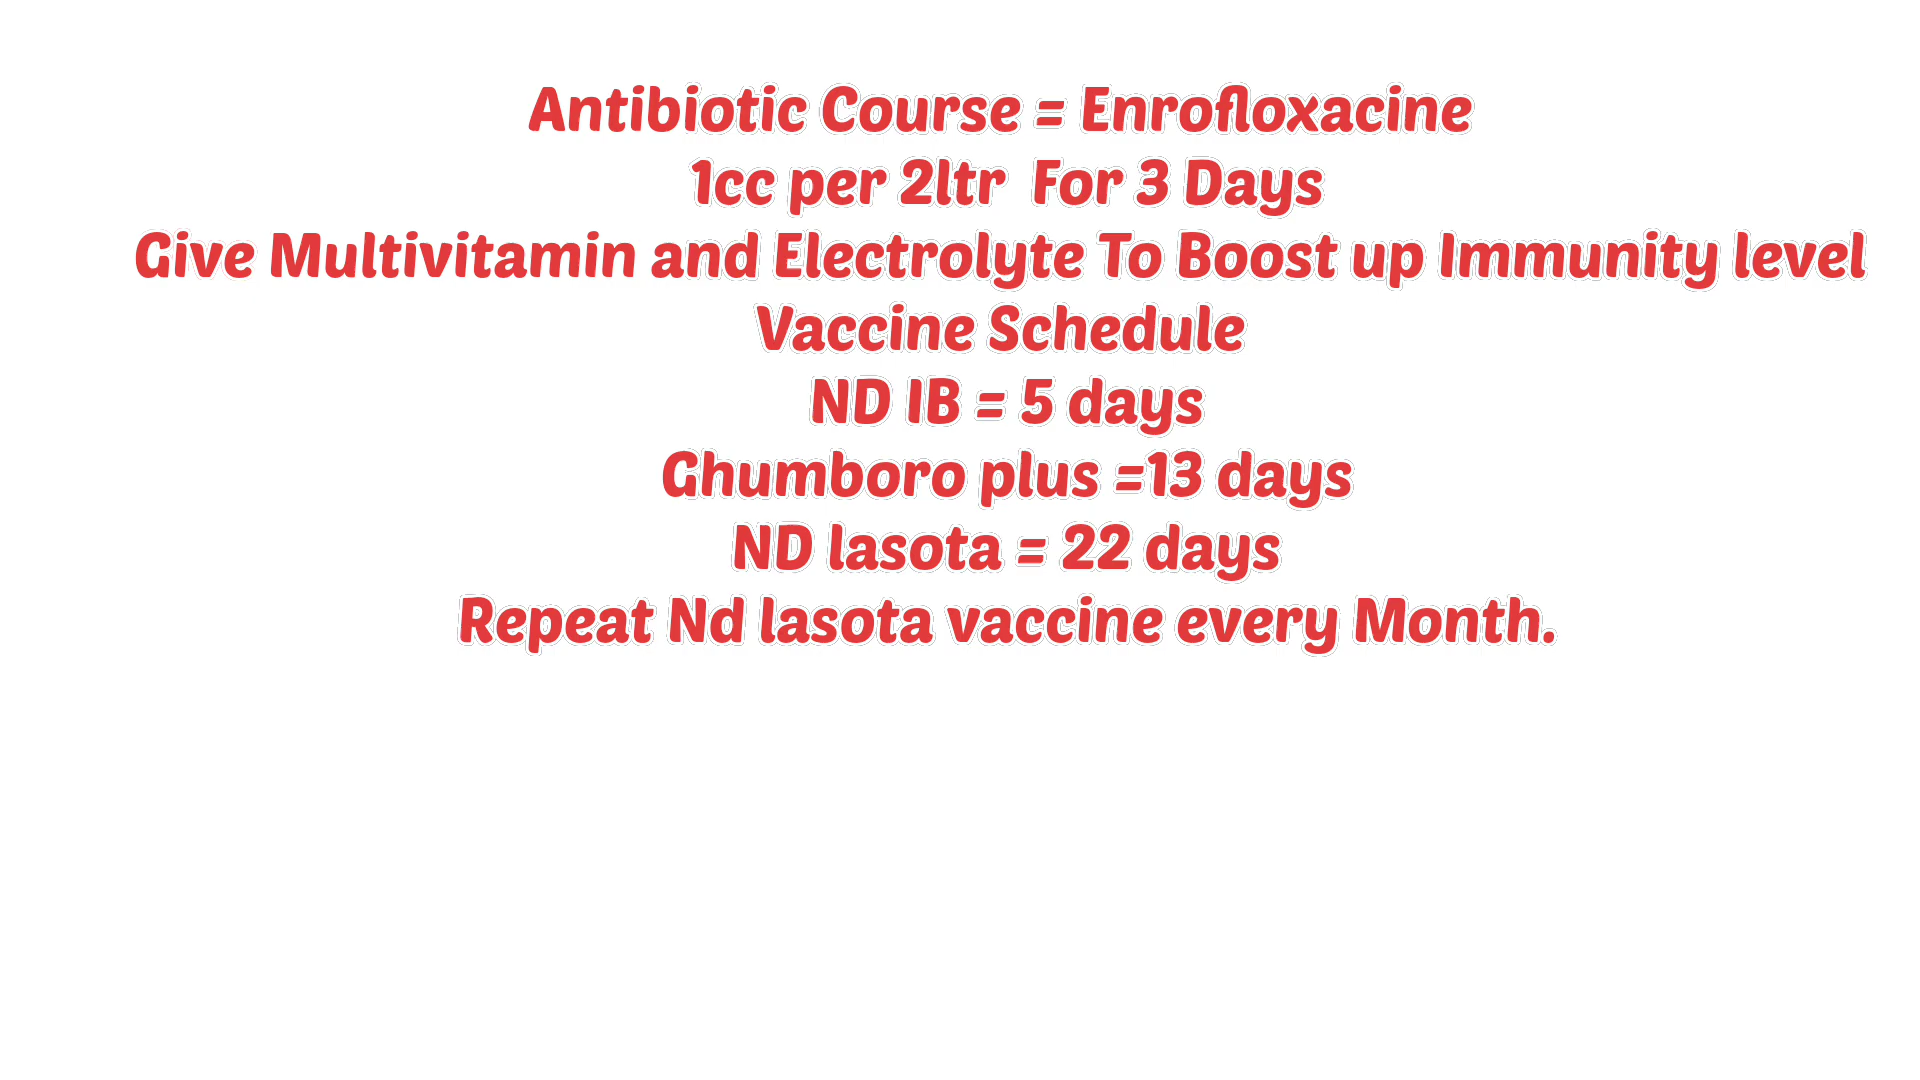 Antibiotic Course = Enrofloxacine
1cc per 2ltr  For 3 Days
Give Multivitamin and Electrolyte To Boost up Immunity level
Vaccine Schedule
ND IB = 5 days
Ghumboro plus =13 days
ND lasota = 22 days
Repeat Nd lasota vaccine every Month.